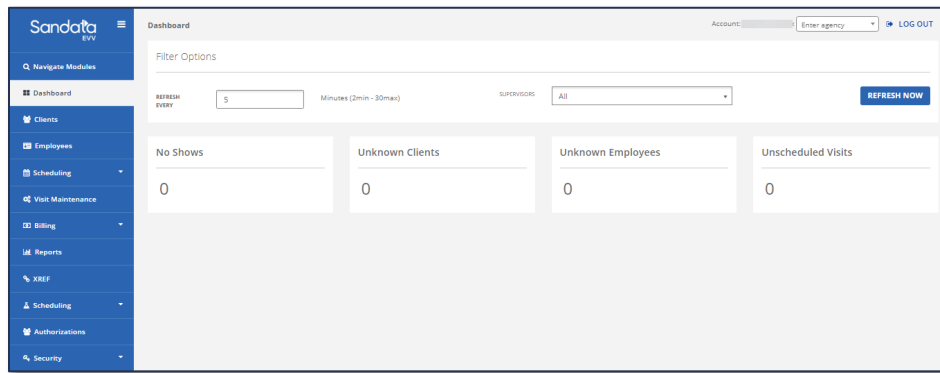 Sandata
EVV
Navigate Modules
Dashboard
Clients
Employees
Scheduling
Visit Maintenance
Billing
Reports
XREF
Scheduling
Authorizations
Security
Dashboard
Account:
Enter agency
LOG OUT
Filter Options
REFRESH
EVERY
5
Minutes (2min - 30max)
SUPERVISORS
All
REFRESH NOW
No Shows
0
Unknown Clients
0
Unknown Employees
0
Unscheduled Visits
0